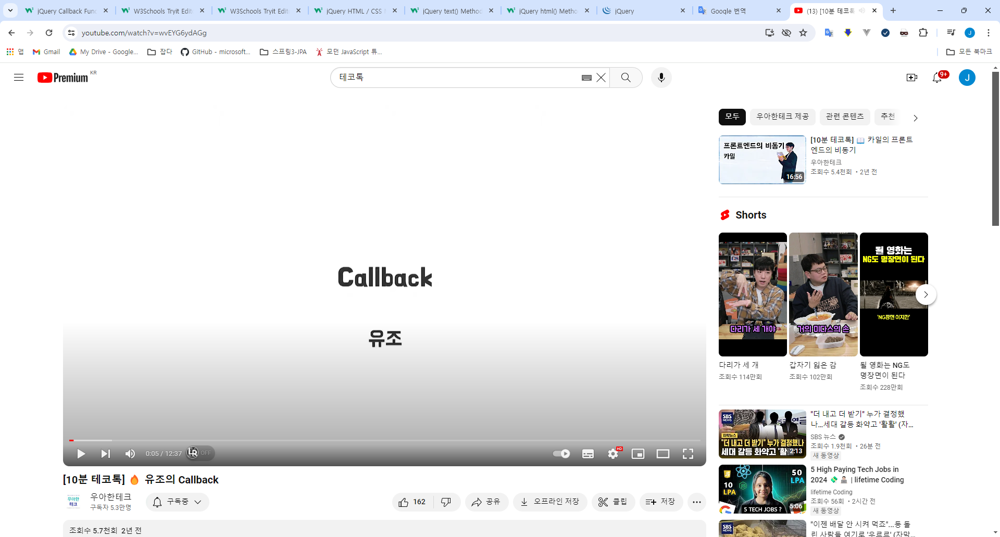 jQuery Callback Func
W3Schools Tryit Edit
W3Schools Tryit Edit
jQuery HTML / CSS
jQuery text() Method
jQuery html() Metho
jQuery
Google 번역
(13) [10분 테코톡]
youtube.com/watch?v=wvEYG6ydAGg
앱
Gmail
My Drive - Google...
잡다
GitHub - microsoft...
스프링3-JPA
모던 JavaScript 튜...
모든 북마크
Premium KR
테코톡
9+
J
모두
우아한테크 제공
관련 콘텐츠
추천
프론트엔드의 비동기
카일
16:56
[10분 테코톡] 📖 카일의 프론트
엔드의 비동기
우아한테크
조회수 5.4천회 • 2년 전
Shorts
다리가 세 개야
거의 미다스의 손
될 영화는
NG도 명장면이 된다
'NG장면 이지만'
다리가 세 개
조회수 114만회
갑자기 잃은 감
조회수 102만회
될 영화는 NG도
명장면이 된다
조회수 228만회
Callback
유조
0:05 / 12:37
LR OFF
HD
[10분 테코톡] 🔥 유조의 Callback
우아한
테크
우아한테크
구독자 5.3만명
구독중
162
공유
오프라인 저장
클립
저장
조회수 5.7천회 2년 전
SBS NEWS
자막뉴스
"더 내고 더 받기" 누가 결정했나
세대 갈등 화약고 '활활'
2:13
"더 내고 더 받기" 누가 결정했
나…세대 갈등 화약고 '활활' (자...
SBS 뉴스
조회수 1.9천회 • 26분 전
새 동영상
50 LPA
10 LPA
5 TECH JOBS ?
5:06
5 High Paying Tech Jobs in
2024 💸 👨🏻‍💻 | lifetime Coding
lifetime Coding
조회수 56회 • 2시간 전
새 동영상
SBS NEWS
"이젠 배달 안 시켜 먹죠"…등 돌
린 사람들 여기로 '우르르' (자막...